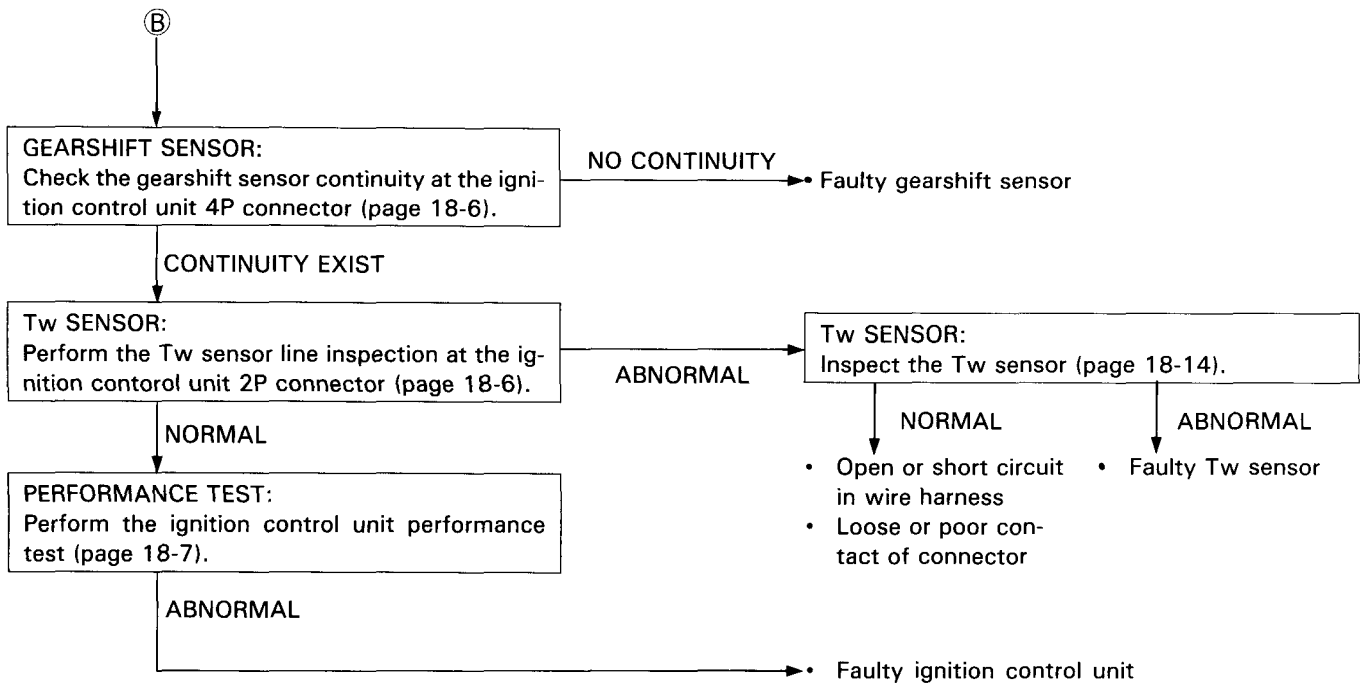 B
GEARSHIFT SENSOR:
Check the gearshift sensor continuity at the igni-
tion control unit 4P connector (page 18-6).
NO CONTINUITY
• Faulty gearshift sensor
CONTINUITY EXIST
Tw SENSOR:
Perform the Tw sensor line inspection at the ig-
nition contorol unit 2P connector (page 18-6).
ABNORMAL
Tw SENSOR:
Inspect the Tw sensor (page 18-14).
NORMAL
• Open or short circuit
in wire harness
• Loose or poor con-
tact of connector
ABNORMAL
• Faulty Tw sensor
NORMAL
PERFORMANCE TEST:
Perform the ignition control unit performance
test (page 18-7).
ABNORMAL
• Faulty ignition control unit